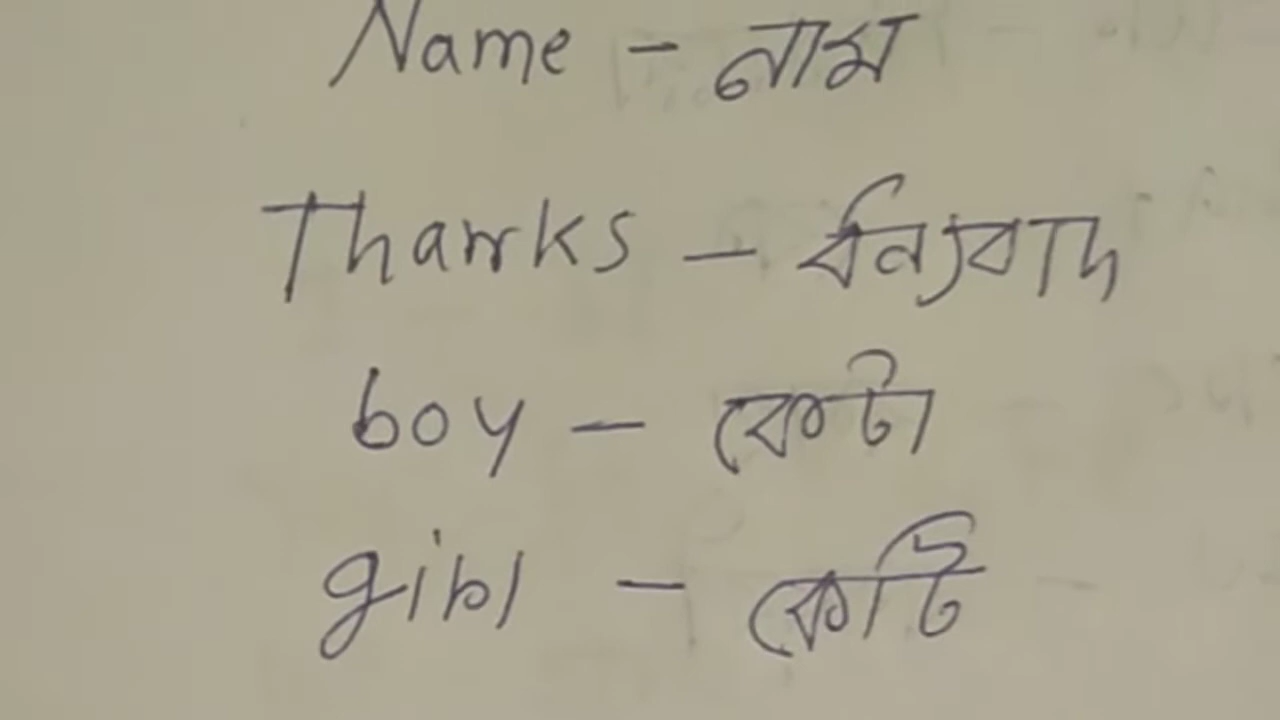 Name - নাম
Thanks - ধন্যবাদ
boy - কেটা
girl - কেটি